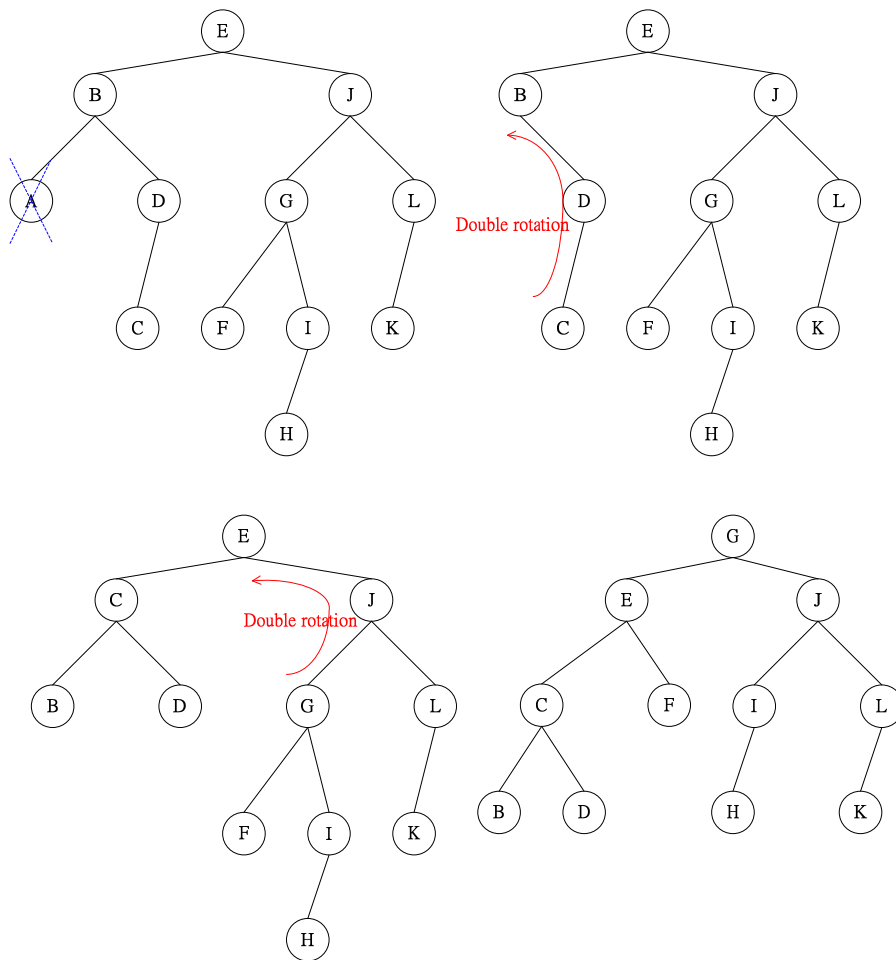 E
B J
A D G L
C F I K
H
E
B J
D G L
Double rotation
C F I K
H
E
C J
Double rotation
B D G L
F I K
H
G
E J
C F I L
B D H K